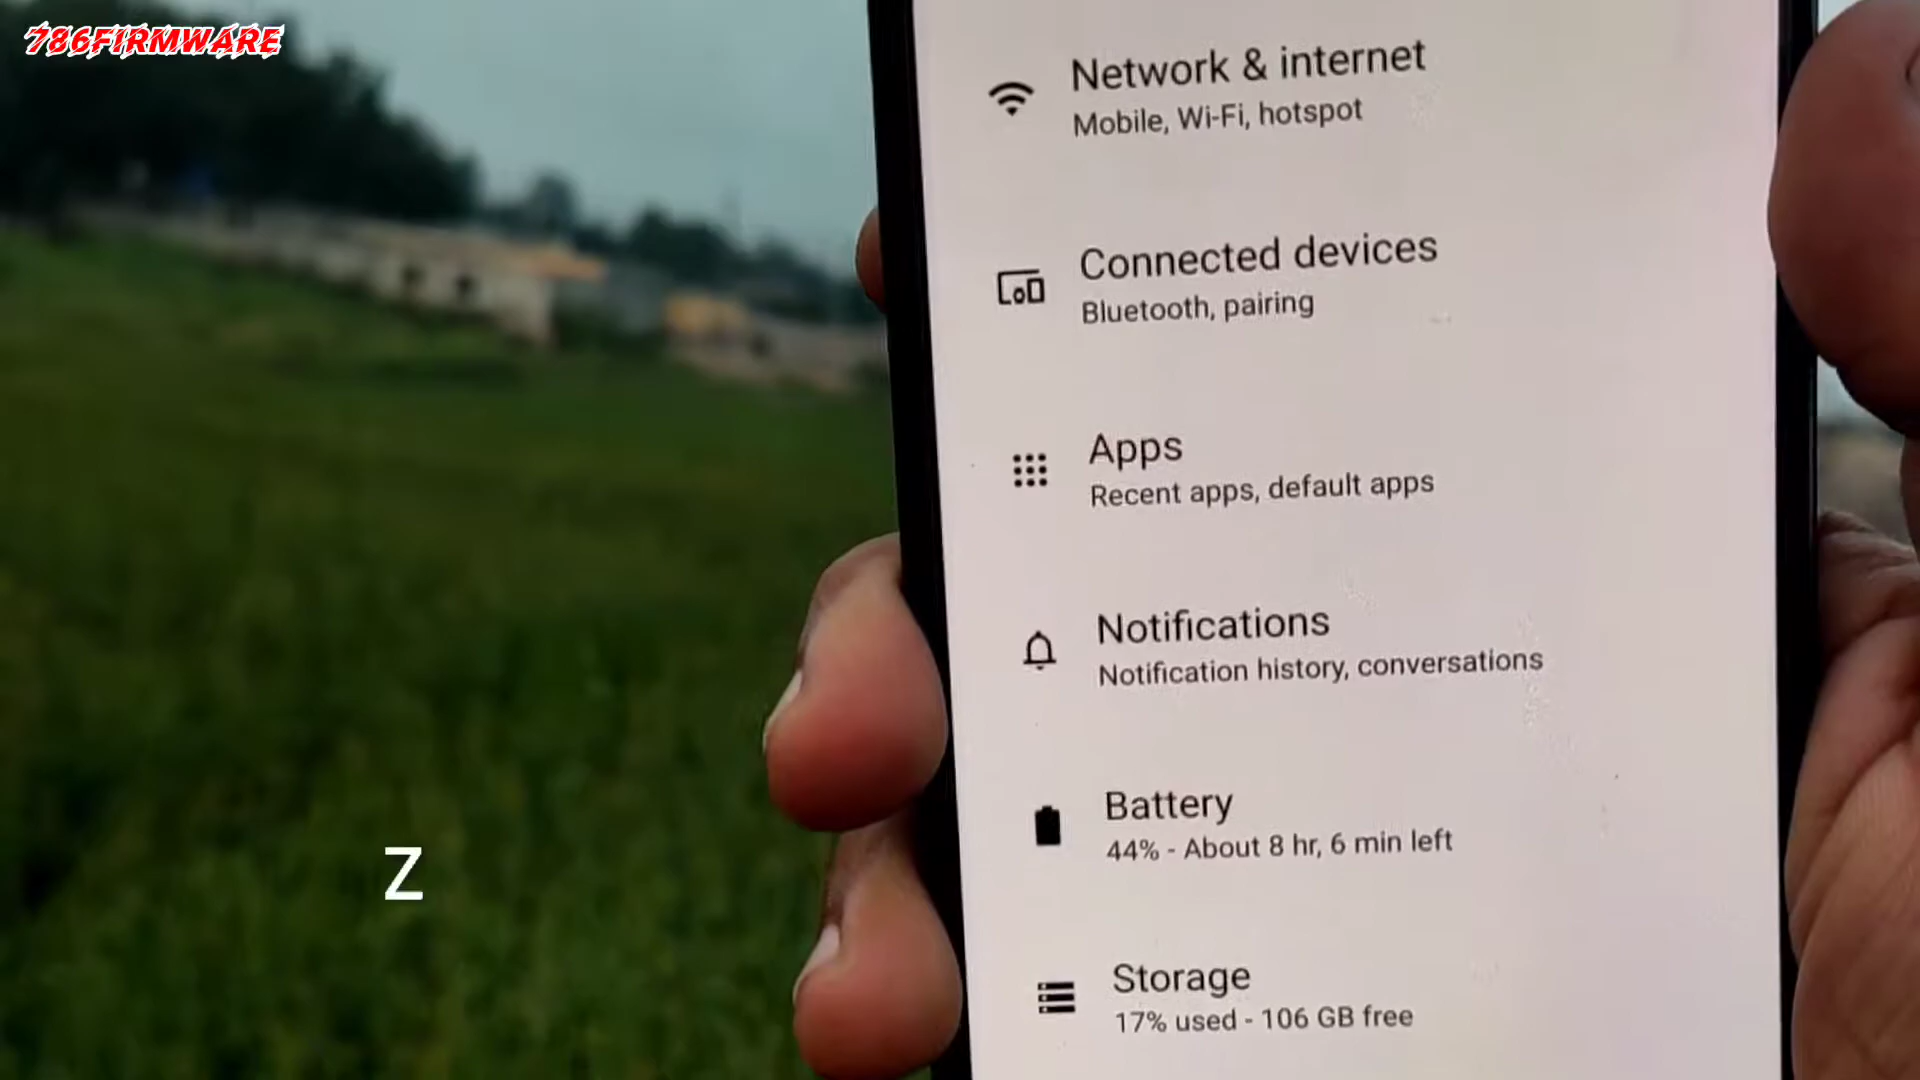 786FIRMWARE
Network & internet
Mobile, Wi-Fi, hotspot
Connected devices
Bluetooth, pairing
Apps
Recent apps, default apps
Notifications
Notification history, conversations
Battery
44% - About 8 hr, 6 min left
Z
Storage
17% used - 106 GB free